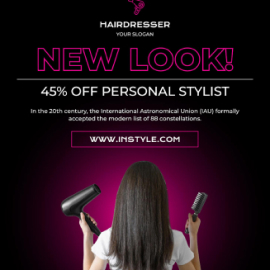 HAIRDRESSER
YOUR SLOGAN
NEW LOOK!
45% OFF PERSONAL STYLIST
In the 20th century, the International Astronomical Union (IAU) formally
accepted the modern list of 88 constellations.
WWW.INSTYLE.COM